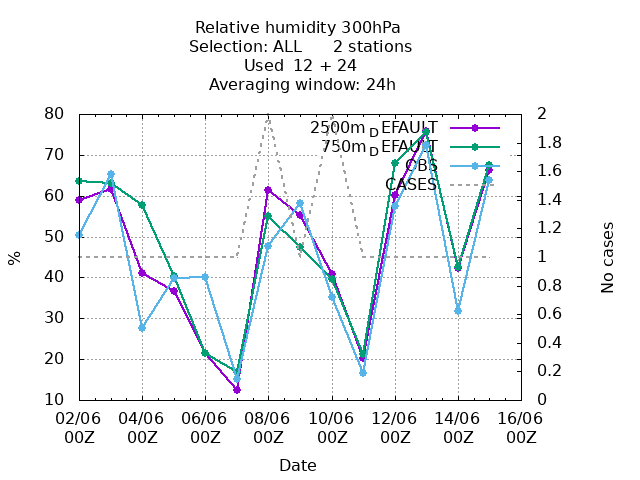 Relative humidity 300hPa
Selection: ALL 2 stations
Used 12 + 24
Averaging window: 24h
80 2
2500m DEFAULT
70 1.8
750m DEFAULT
OBS
60 1.6
CASES
50 1.4
40 1.2
30 1
20 0.8
10 0.6
0.4
0.2
0
%
No cases
02/06 04/06 06/06 08/06 10/06 12/06 14/06 16/06
00Z 00Z 00Z 00Z 00Z 00Z 00Z 00Z
Date